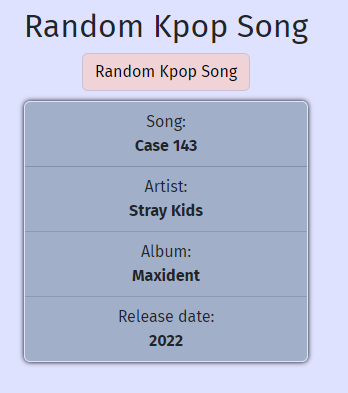 Random Kpop Song
Random Kpop Song
Song:
Case 143
Artist:
Stray Kids
Album:
Maxident
Release date:
2022